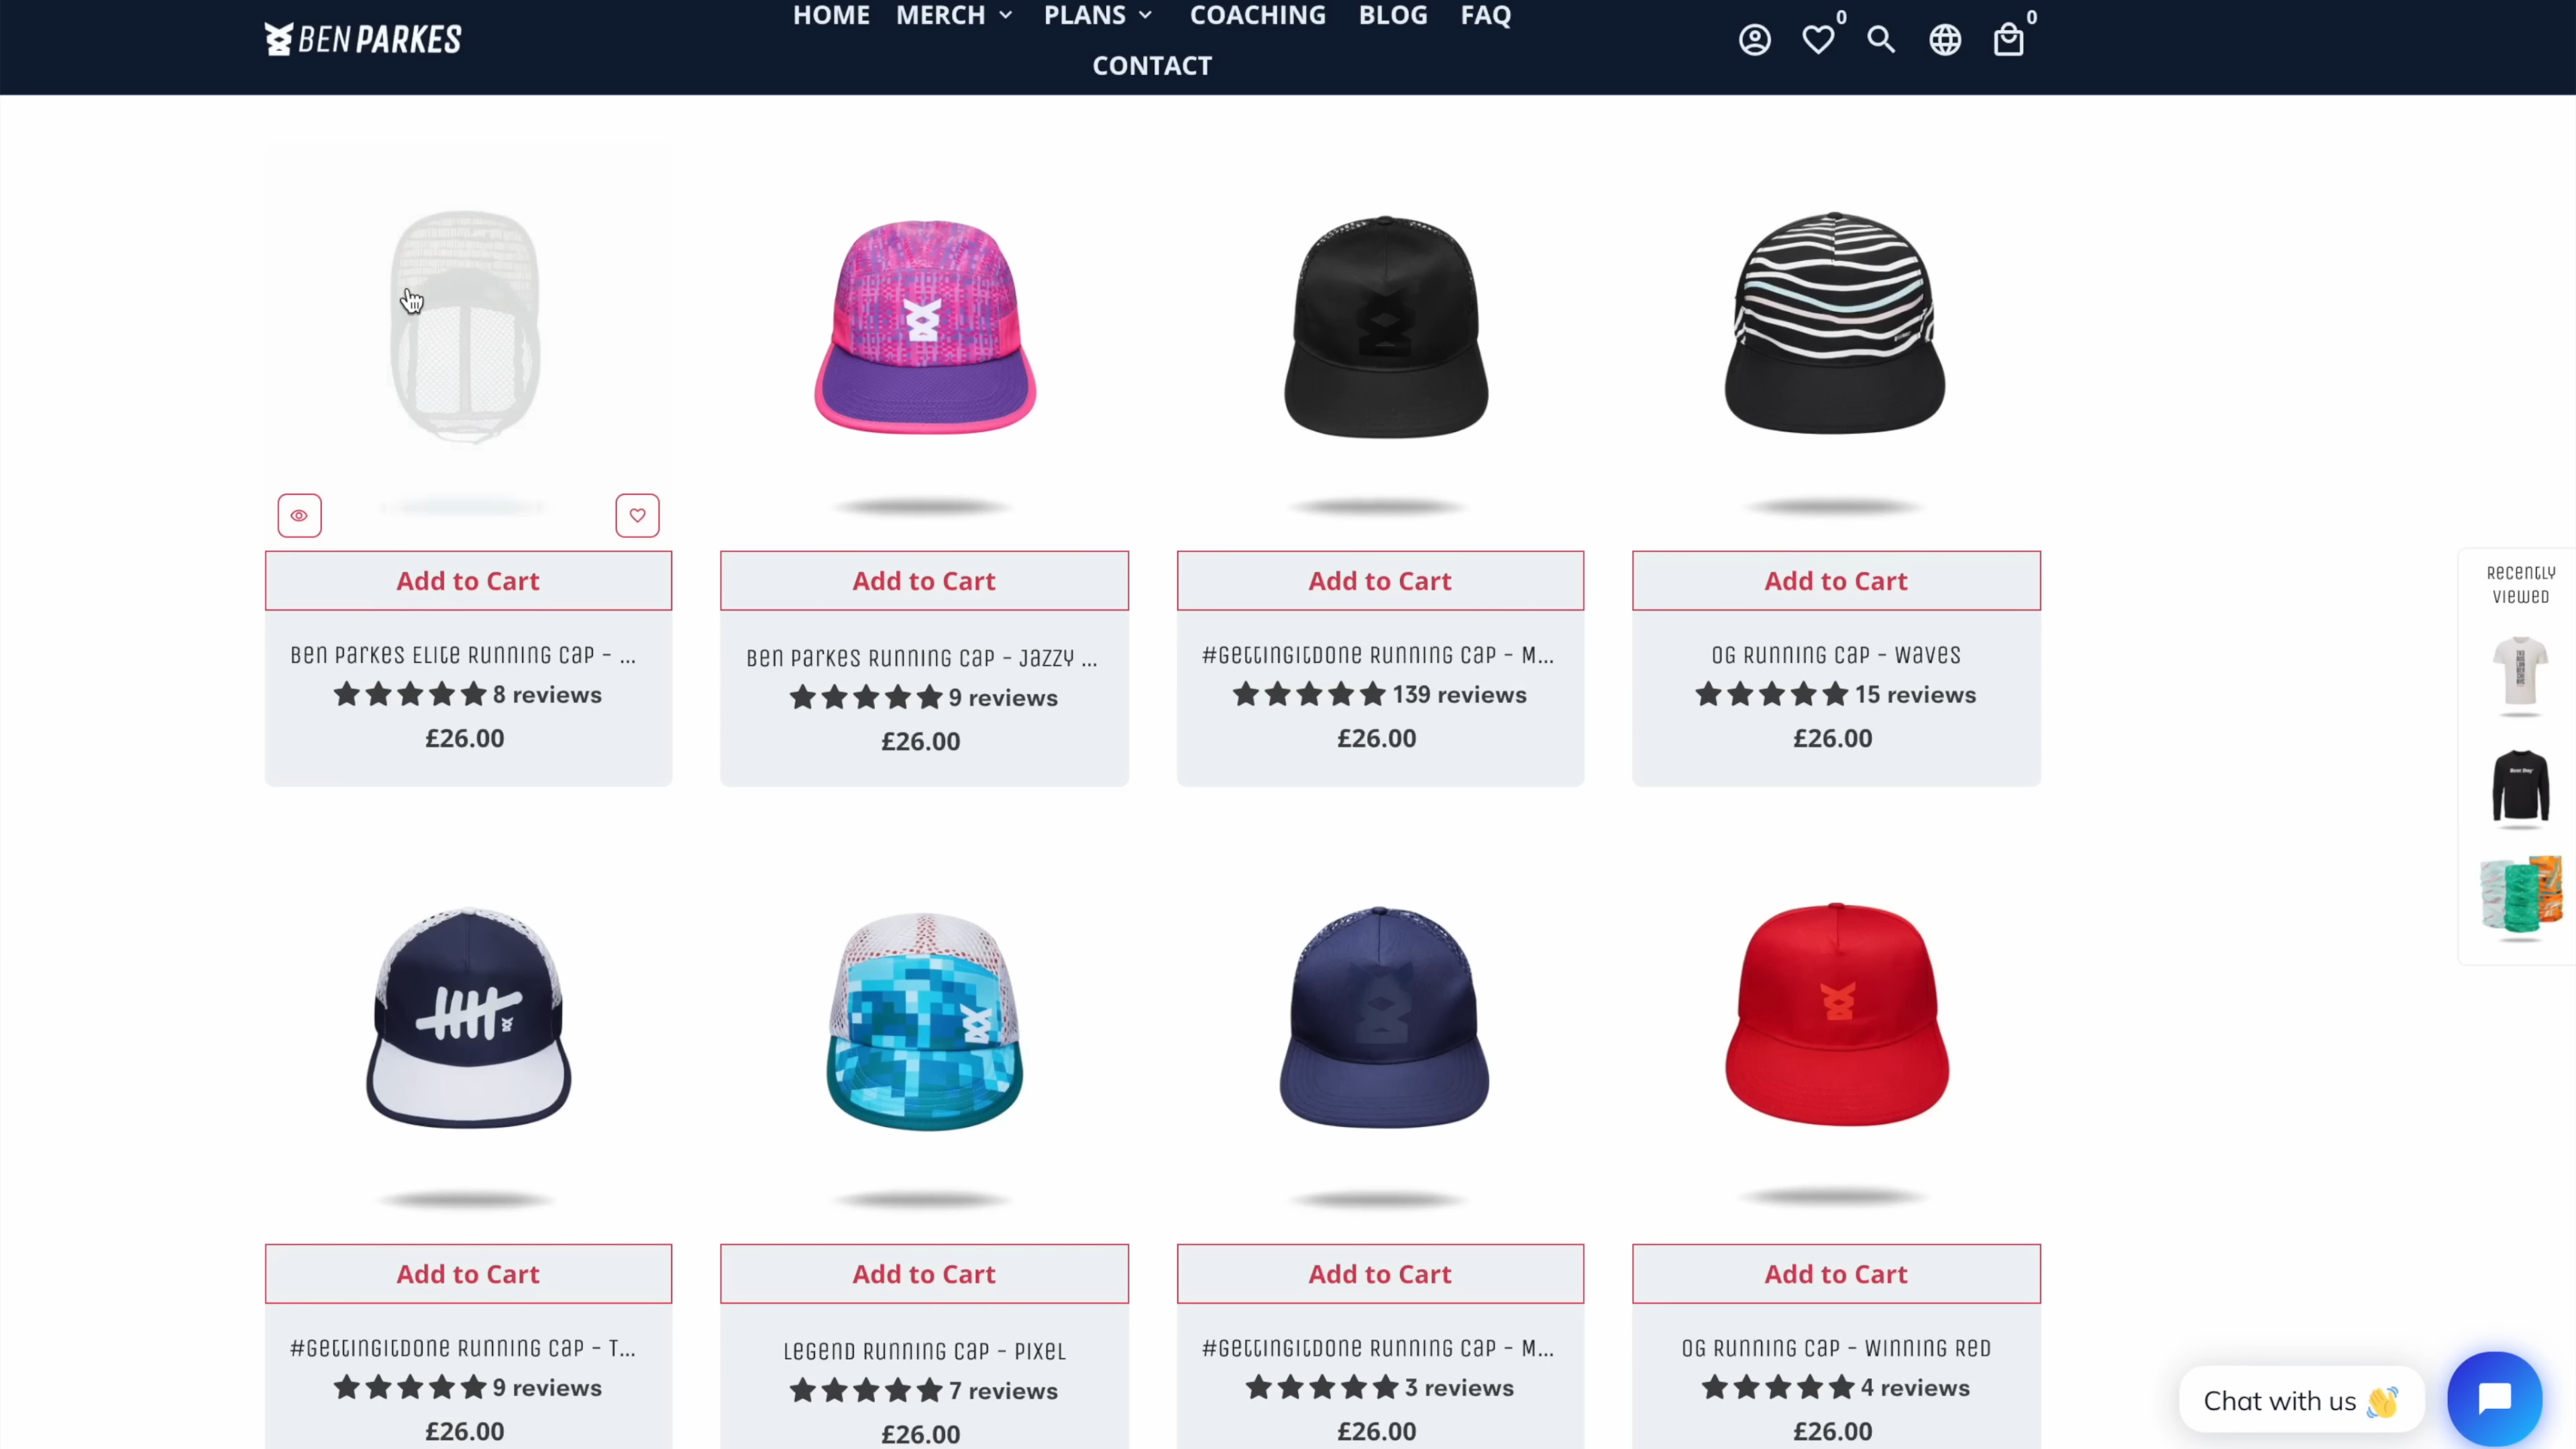 BEN PARKES
HOME MERCH PLANS COACHING BLOG FAQ
CONTACT
0
0
Add to Cart
Add to Cart
Add to Cart
Add to Cart
Ben Parkes Elite Running Cap - ...
8 reviews
£26.00
Ben Parkes Running Cap - Jazzy ...
9 reviews
£26.00
#GettingItDone Running Cap - M...
139 reviews
£26.00
OG Running Cap - Waves
15 reviews
£26.00
Recently
Viewed
Best Day
Add to Cart
Add to Cart
Add to Cart
Add to Cart
#GettingItDone Running Cap - T...
9 reviews
£26.00
Legend Running Cap - Pixel
7 reviews
£26.00
#GettingItDone Running Cap - M...
3 reviews
£26.00
OG Running Cap - Winning Red
4 reviews
£26.00
Chat with us 👋